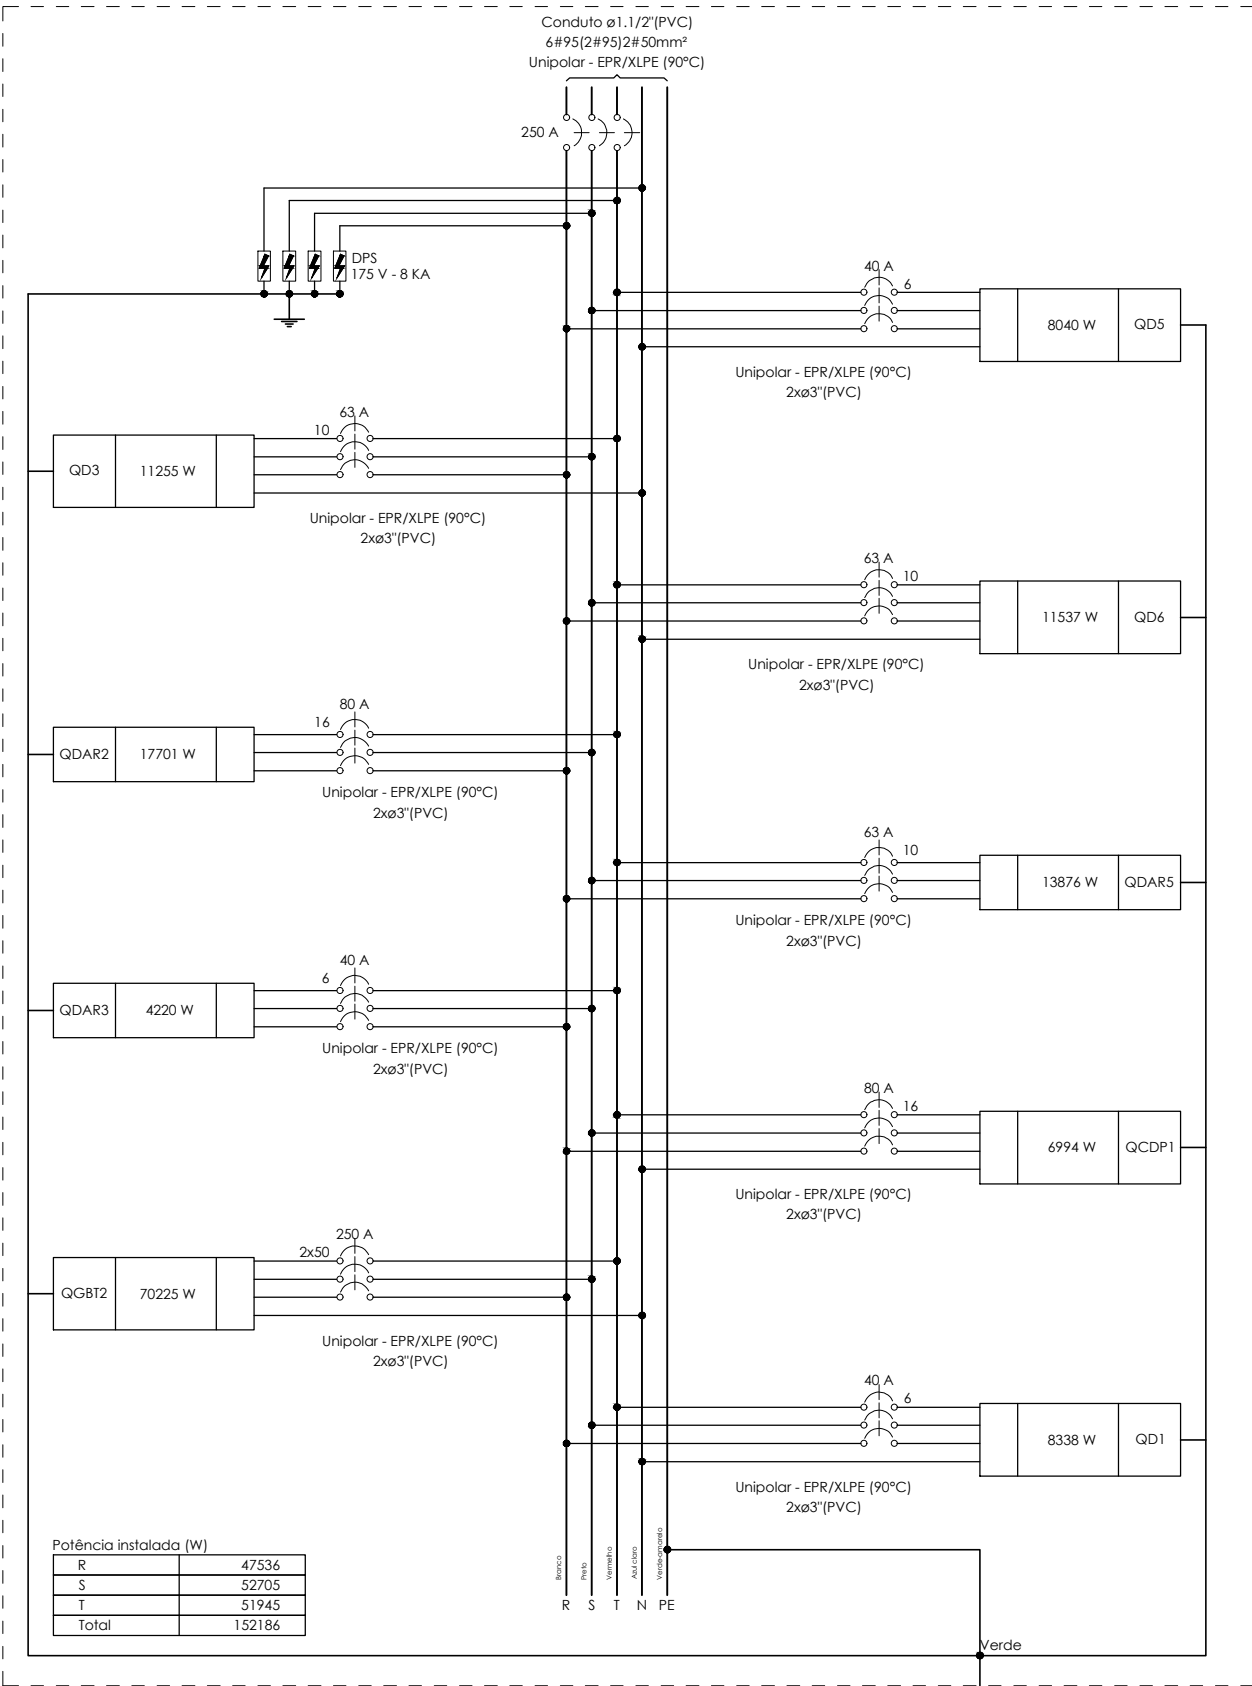 Conduto ø1.1/2"(PVC)
6#95(2#95)2#50mm²
Unipolar - EPR/XLPE (90°C)
250 A
DPS
175 V - 8 KA
40 A
6
8040 W
QD5
Unipolar - EPR/XLPE (90°C)
2xø3"(PVC)
63 A
10
QD3
11255 W
Unipolar - EPR/XLPE (90°C)
2xø3"(PVC)
63 A
10
11537 W
QD6
Unipolar - EPR/XLPE (90°C)
2xø3"(PVC)
80 A
16
QDAR2
17701 W
Unipolar - EPR/XLPE (90°C)
2xø3"(PVC)
63 A
10
13876 W
QDAR5
Unipolar - EPR/XLPE (90°C)
2xø3"(PVC)
40 A
6
QDAR3
4220 W
Unipolar - EPR/XLPE (90°C)
2xø3"(PVC)
80 A
16
6994 W
QCDP1
Unipolar - EPR/XLPE (90°C)
2xø3"(PVC)
250 A
2x50
QGBT2
70225 W
Unipolar - EPR/XLPE (90°C)
2xø3"(PVC)
40 A
6
8338 W
QD1
Unipolar - EPR/XLPE (90°C)
2xø3"(PVC)
Potência instalada (W)
R 47536
S 52705
T 51945
Total 152186
Branco
Preto
Vermelho
Azul claro
Verde-amarelo
R S T N PE
Verde